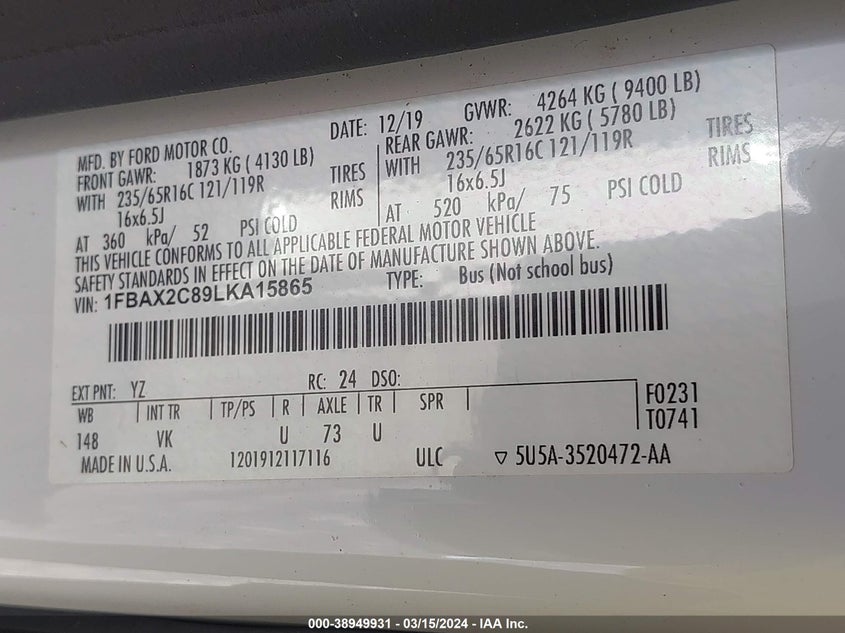 MFD. BY FORD MOTOR CO. DATE: 12/19 GVWR: 4264 KG ( 9400 LB)
FRONT GAWR: 1873 KG ( 4130 LB) REAR GAWR: 2622 KG ( 5780 LB)
WITH 235/65R16C 121/119R TIRES WITH 235/65R16C 121/119R TIRES
16x6.5J RIMS 16x6.5J RIMS
AT 360 kPa/ 52 PSI COLD AT 520 kPa/ 75 PSI COLD
THIS VEHICLE CONFORMS TO ALL APPLICABLE FEDERAL MOTOR VEHICLE
SAFETY STANDARDS IN EFFECT ON THE DATE OF MANUFACTURE SHOWN ABOVE.
VIN: 1FBAX2C89LKA15865 TYPE: Bus (Not school bus)
EXT PNT: YZ RC: 24 DSO:
WB INT TR TP/PS R AXLE TR SPR F0231
148 VK U 73 U T0741
MADE IN U.S.A. 1201912117116 ULC ▽ 5U5A-3520472-AA
000-38949931 - 03/15/2024 - IAA Inc.